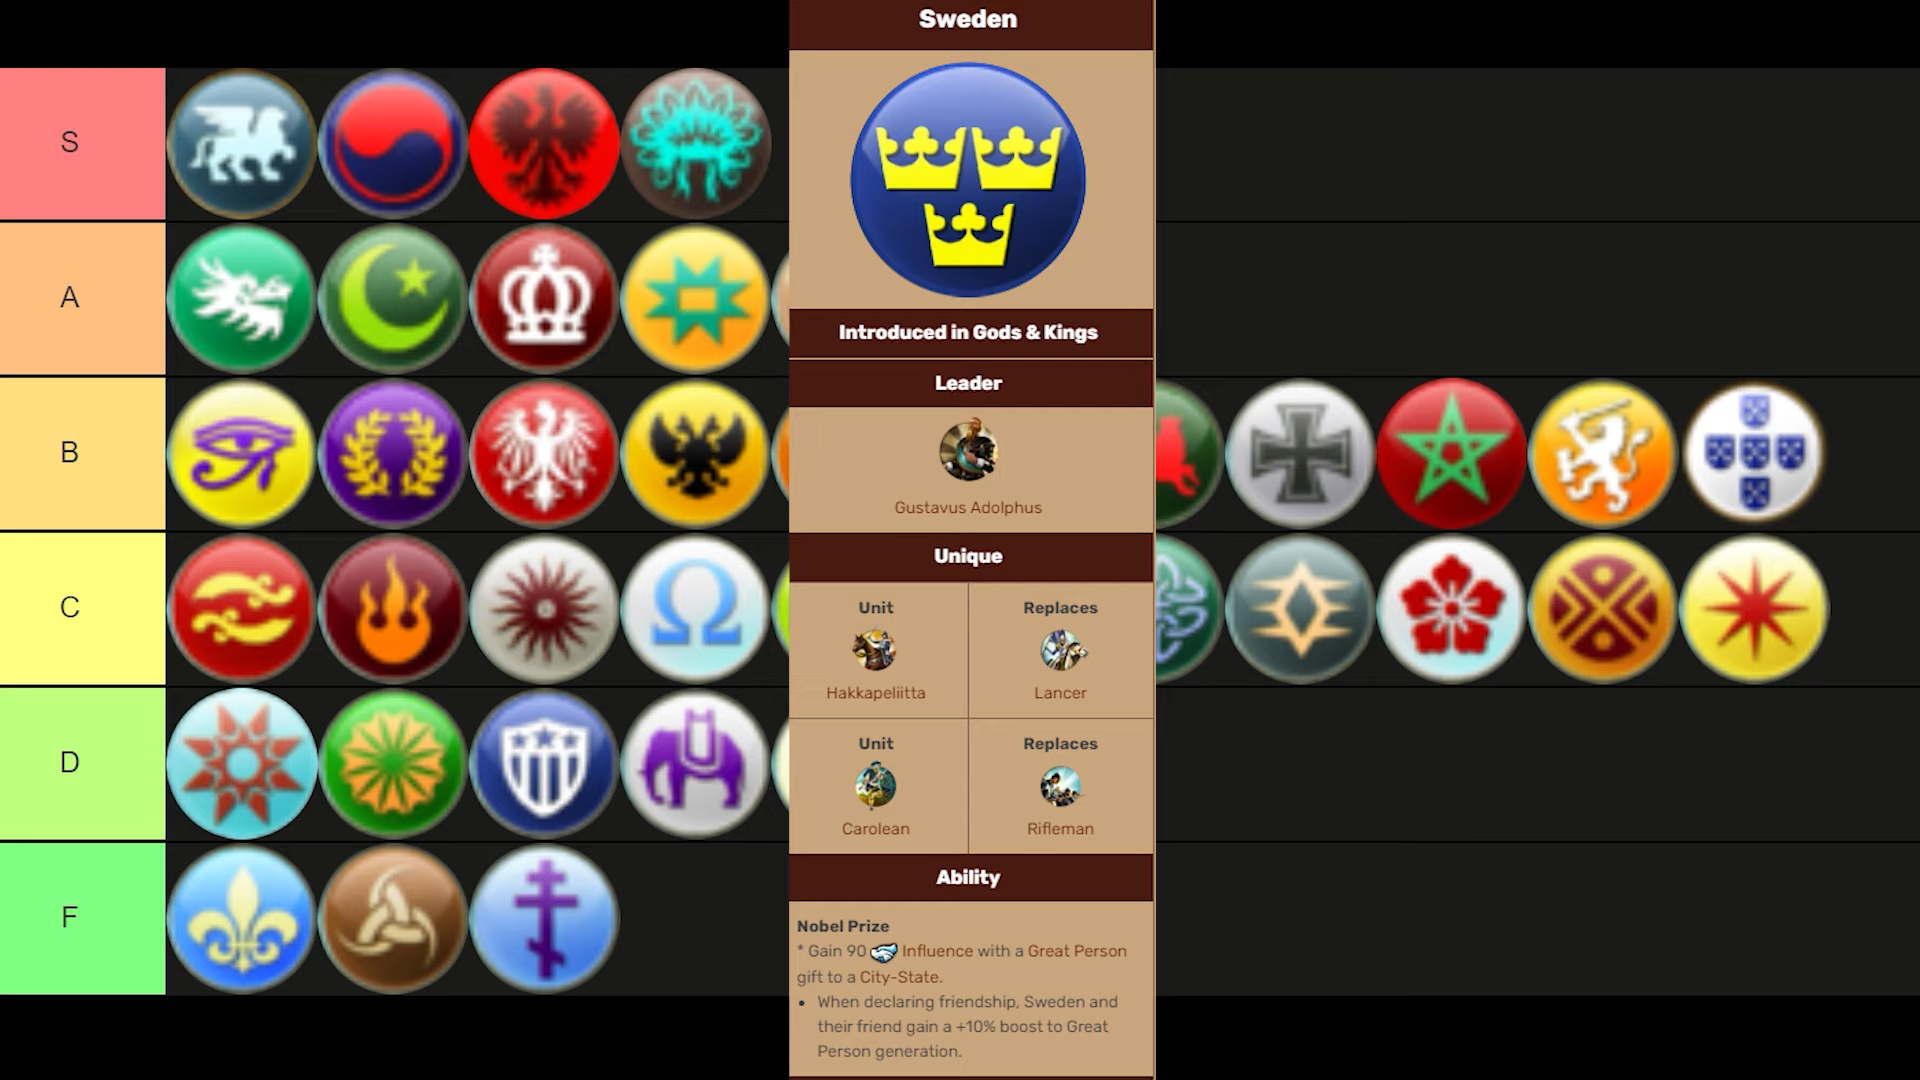 Sweden
S
A
B
C
D
F
Introduced in Gods & Kings
Leader
Gustavus Adolphus
Unique
Unit
Replaces
Hakkapeliitta
Lancer
Unit
Replaces
Carolean
Rifleman
Ability
Nobel Prize
* Gain 90 Influence with a Great Person
gift to a City-State.
• When declaring friendship, Sweden and
their friend gain a +10% boost to Great
Person generation.
Ω